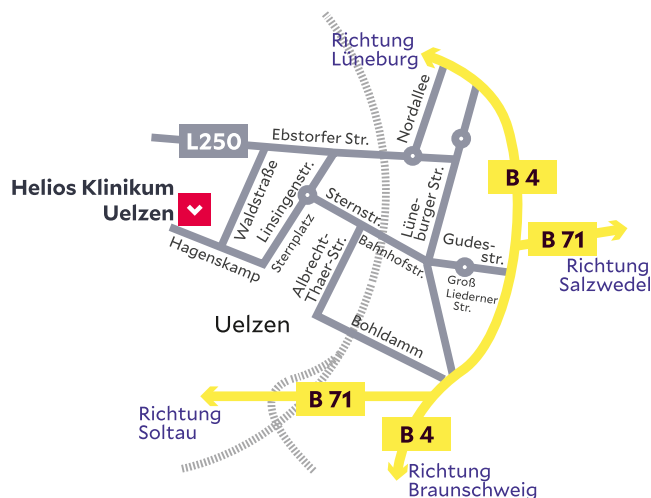 Richtung
Lüneburg
Nordallee
Ebstorfer Str.
L250
Helios Klinikum
Uelzen
Waldstraße
Linsingenstr.
Sternplatz
Sternstr.
Hagenskamp
Lüne-
burger Str.
B 4
B 71
Richtung
Salzwedel
Gudes-
str.
Bahnhofstr.
Groß
Liederner
Str.
Albrecht-
Thaer-Str.
Uelzen
Bohldamm
B 71
Richtung
Soltau
B 4
Richtung
Braunschweig